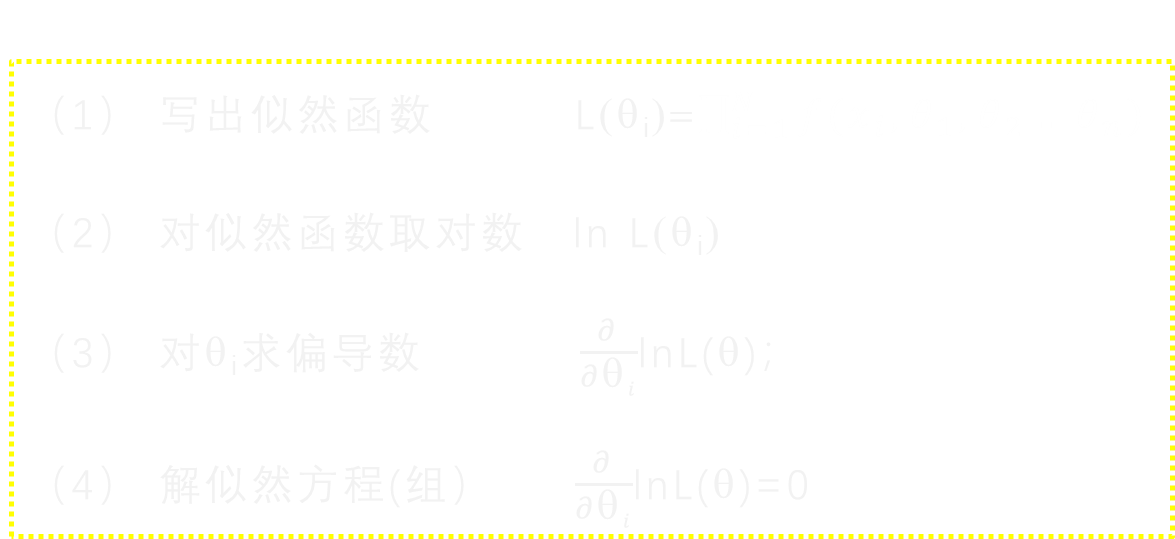 (1) 写出似然函数 L(θᵢ)=
(2) 对似然函数取对数 ln L(θᵢ)
(3) 对θᵢ求偏导数 ∂/∂θᵢ lnL(θ);
(4) 解似然方程(组) ∂/∂θᵢ lnL(θ)=0